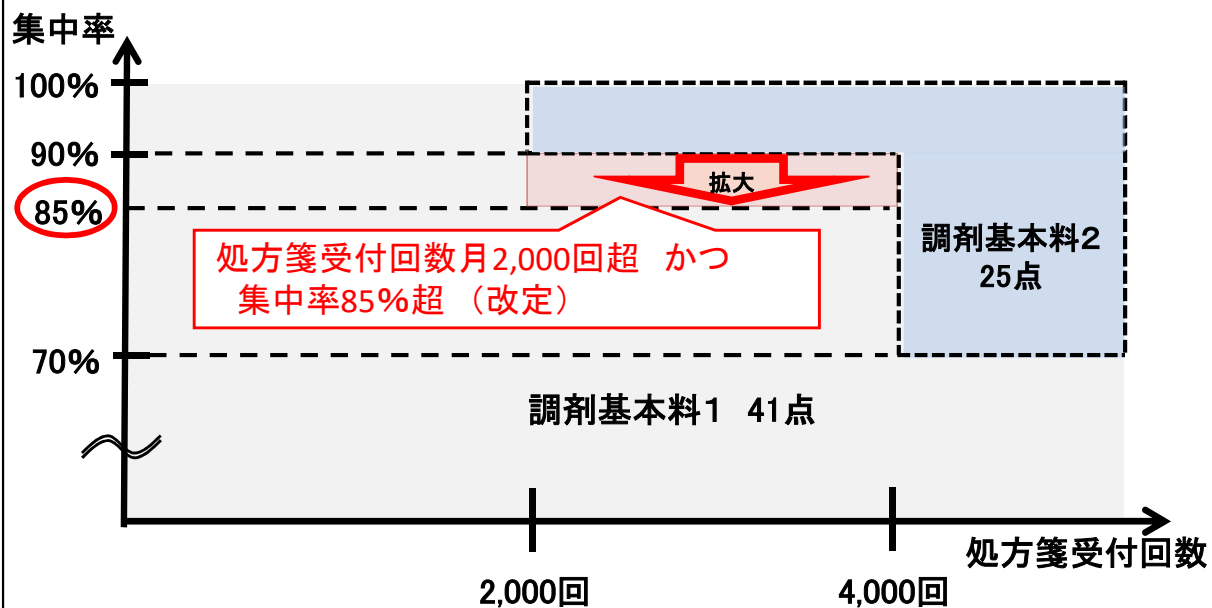 集中率
100%
90%
85%
70%
拡大
処方箋受付回数月2,000回超 かつ
集中率85%超 （改定）
調剤基本料２
25点
調剤基本料１ 41点
処方箋受付回数
2,000回
4,000回